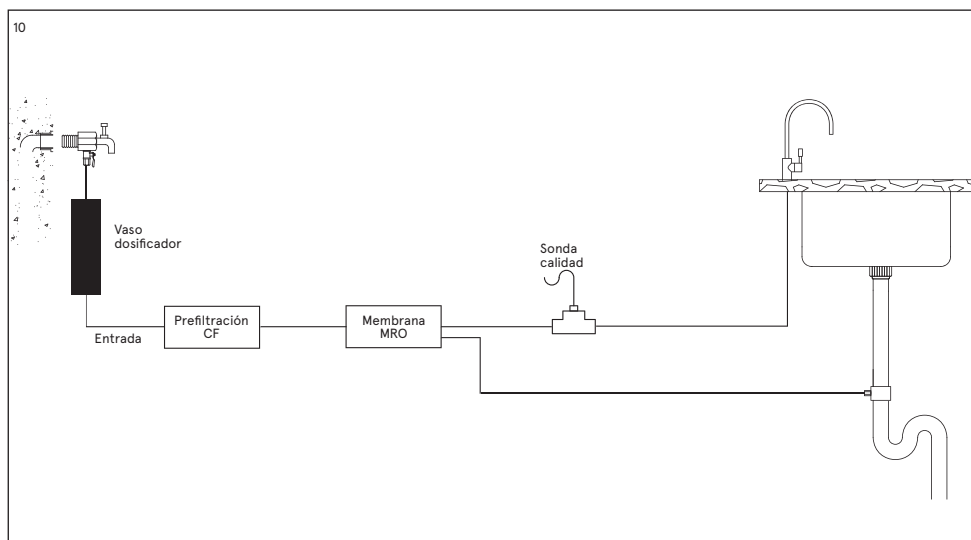 10
Vaso
dosificador
Sonda
calidad
Entrada
Prefiltración
CF
Membrana
MRO